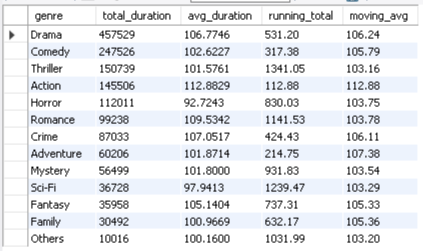 genre total_duration avg_duration running_total moving_avg
Drama 457529 106.7746 531.20 106.24
Comedy 247526 102.6227 317.38 105.79
Thriller 150739 101.5761 1341.05 103.16
Action 145506 112.8829 112.88 112.88
Horror 112011 92.7243 830.03 103.75
Romance 99238 109.5342 1141.53 103.78
Crime 87033 107.0517 424.43 106.11
Adventure 60206 101.8714 214.75 107.38
Mystery 56499 101.8000 931.83 103.54
Sci-Fi 36728 97.9413 1239.47 103.29
Fantasy 35958 105.1404 737.31 105.33
Family 30492 100.9669 632.17 105.36
Others 10016 100.1600 1031.99 103.20